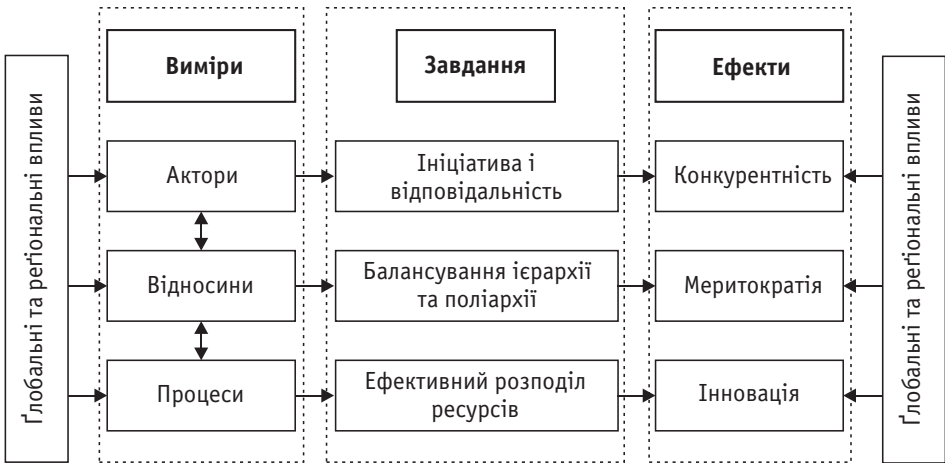 Ґлобальні та реґіональні впливи
Виміри
Завдання
Ефекти
Актори
Ініціатива і
відповідальність
Конкурентність
Відносини
Балансування ієрархії
та поліархії
Меритократія
Процеси
Ефективний розподіл
ресурсів
Інновація
Ґлобальні та реґіональні впливи